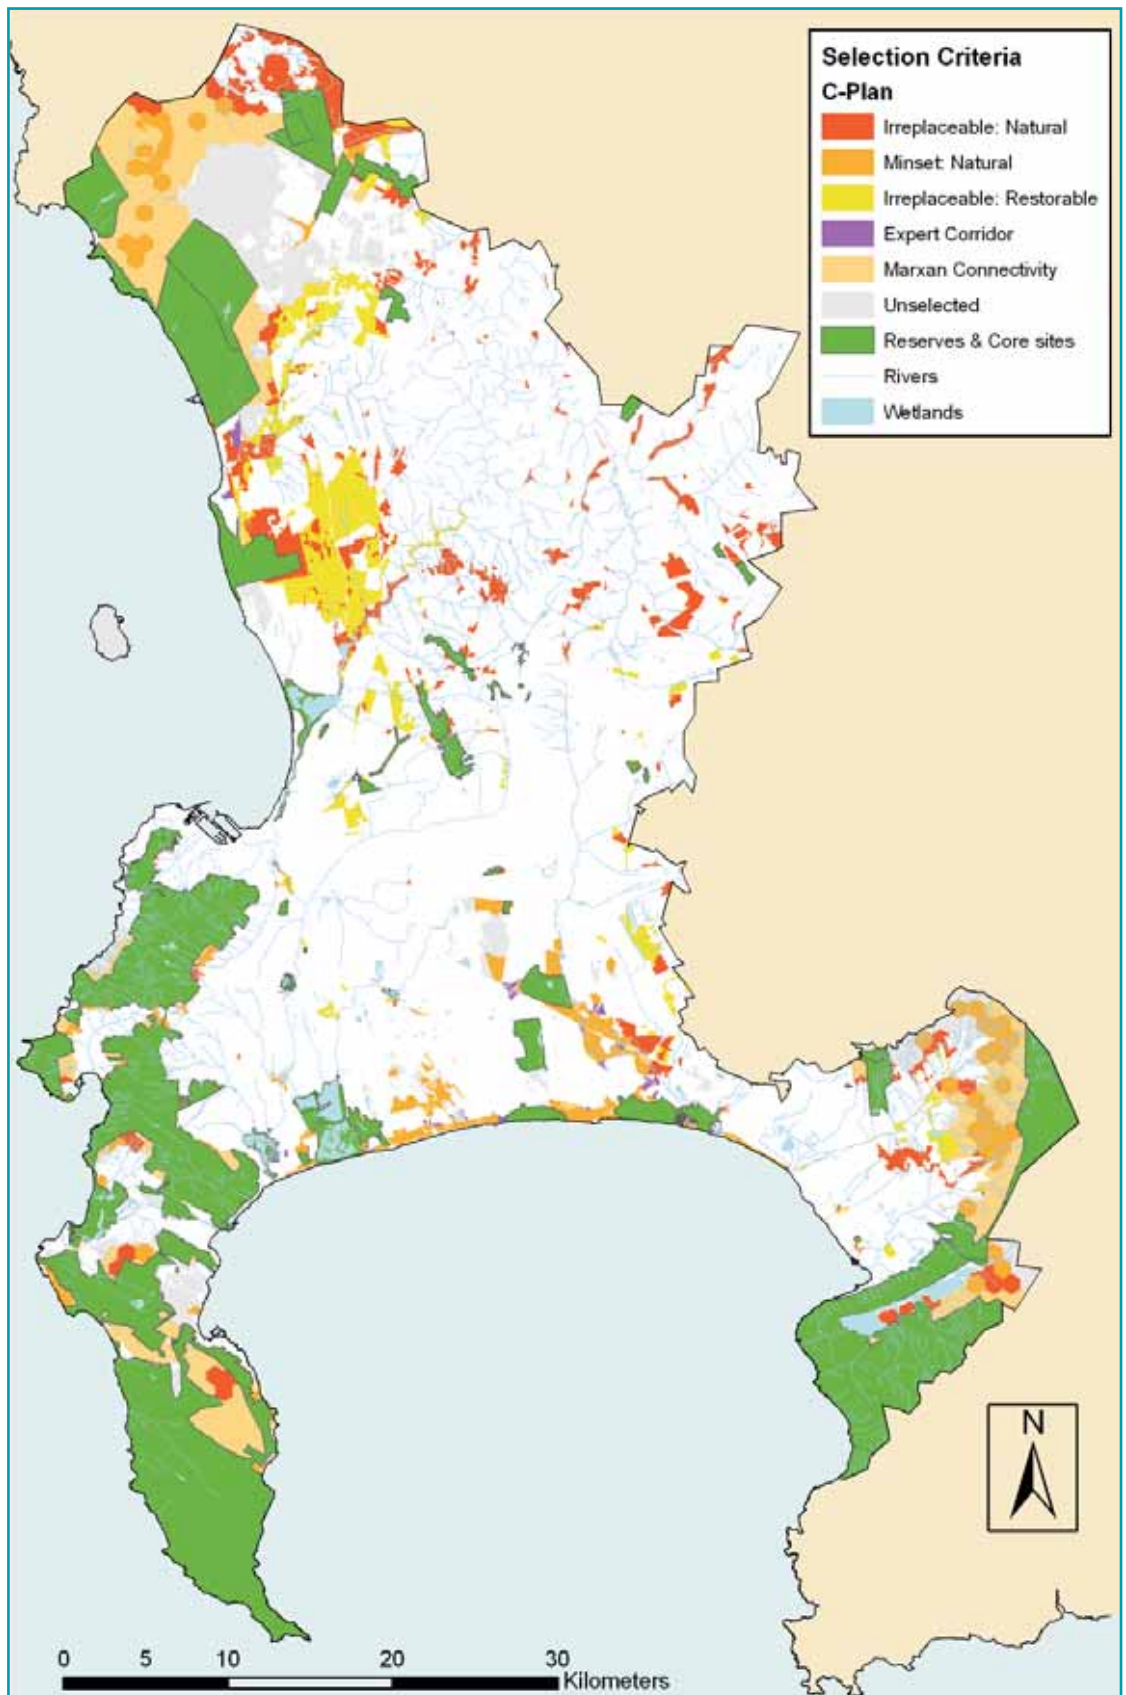 Selection Criteria
C-Plan
Irreplaceable: Natural
Minset: Natural
Irreplaceable: Restorable
Expert Corridor
Marxan Connectivity
Unselected
Reserves & Core sites
Rivers
Wetlands
N
0 5 10 20 30
Kilometers